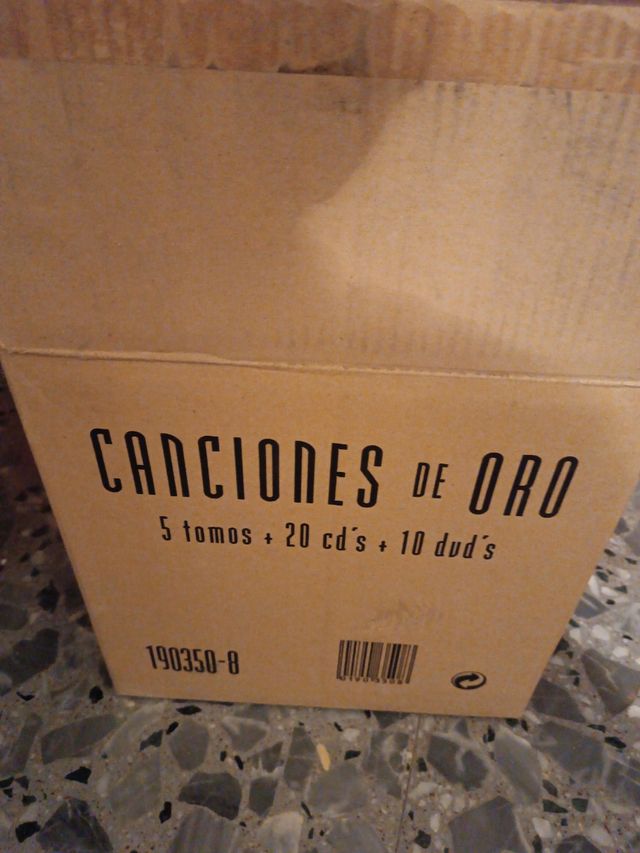 CANCIONES DE ORO
5 tomos + 20 cd´s + 10 dvd´s
190350-8